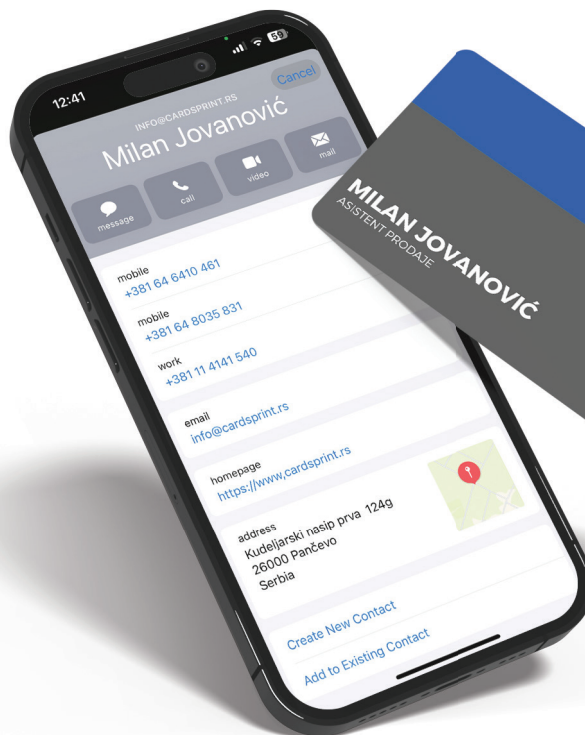 12:41
59
Cancel
INFO@CARDSPRINT.RS
Milan Jovanović
message
call
video
mail
mobile
+381 64 6410 461
mobile
+381 64 8035 831
work
+381 11 4141 540
email
info@cardsprint.rs
homepage
https://www,cardsprint.rs
address
Kudeljarski nasip prva 124g
26000 Pančevo
Serbia
Create New Contact
Add to Existing Contact
MILAN JOVANOVIĆ
ASISTENT PRODAJE